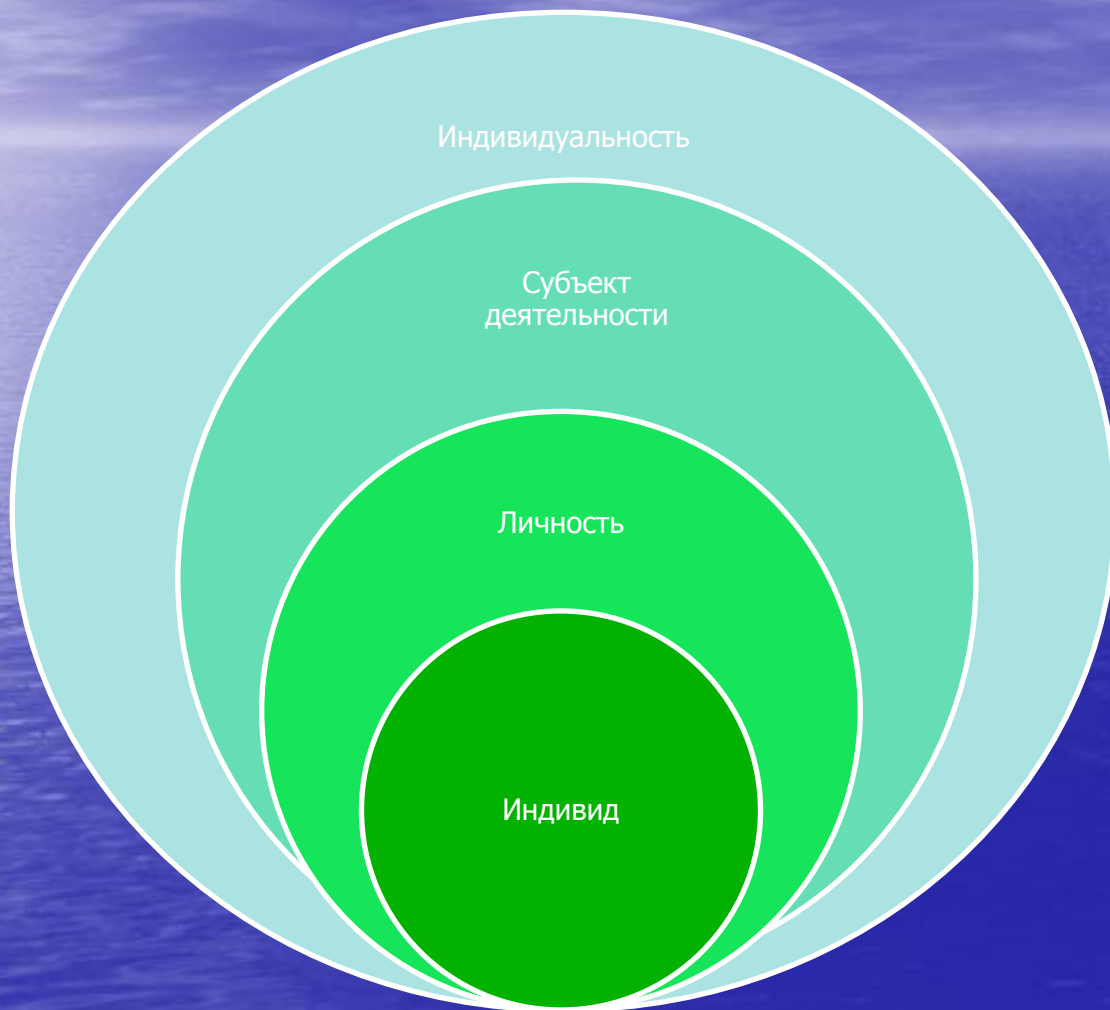 Индивидуальность
Субъект
деятельности
Личность
Индивид